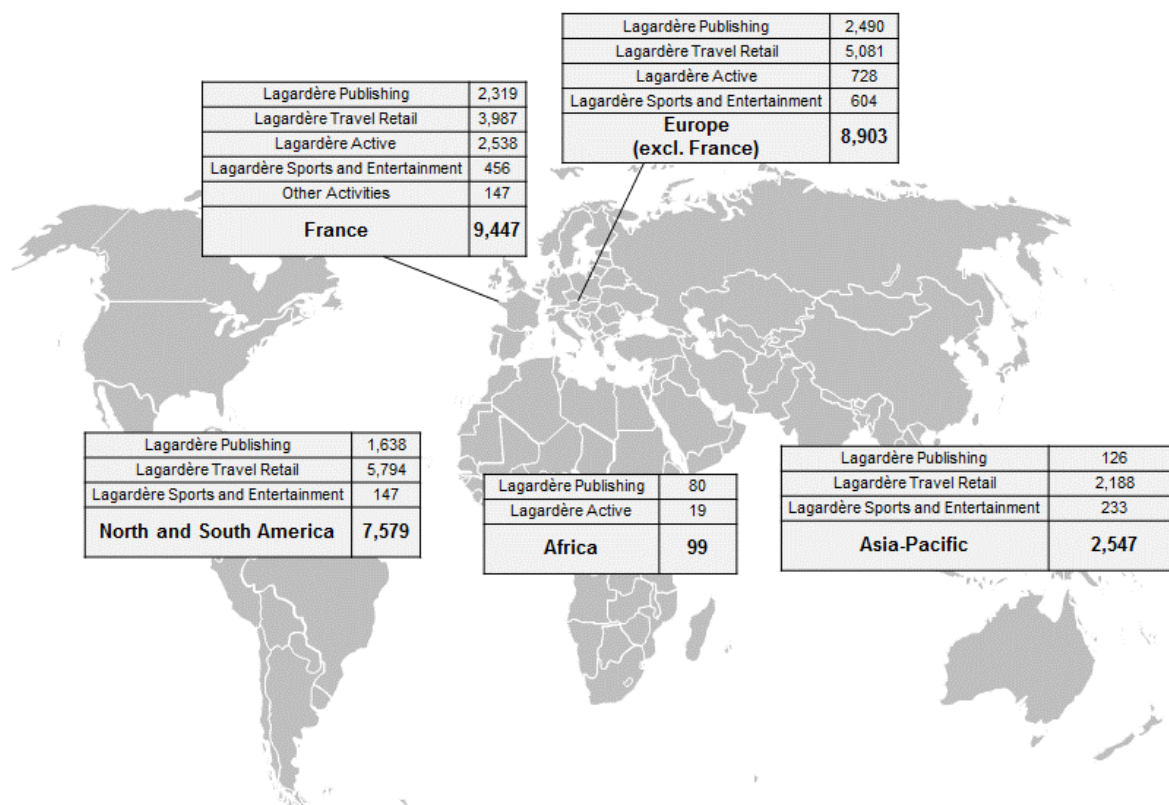 Lagardère Publishing 2,490
Lagardère Travel Retail 5,081
Lagardère Active 728
Lagardère Sports and Entertainment 604
Europe
(excl. France) 8,903
Lagardère Publishing 2,319
Lagardère Travel Retail 3,987
Lagardère Active 2,538
Lagardère Sports and Entertainment 456
Other Activities 147
France 9,447
Lagardère Publishing 1,638
Lagardère Travel Retail 5,794
Lagardère Sports and Entertainment 147
North and South America 7,579
Lagardère Publishing 80
Lagardère Active 19
Africa 99
Lagardère Publishing 126
Lagardère Travel Retail 2,188
Lagardère Sports and Entertainment 233
Asia-Pacific 2,547